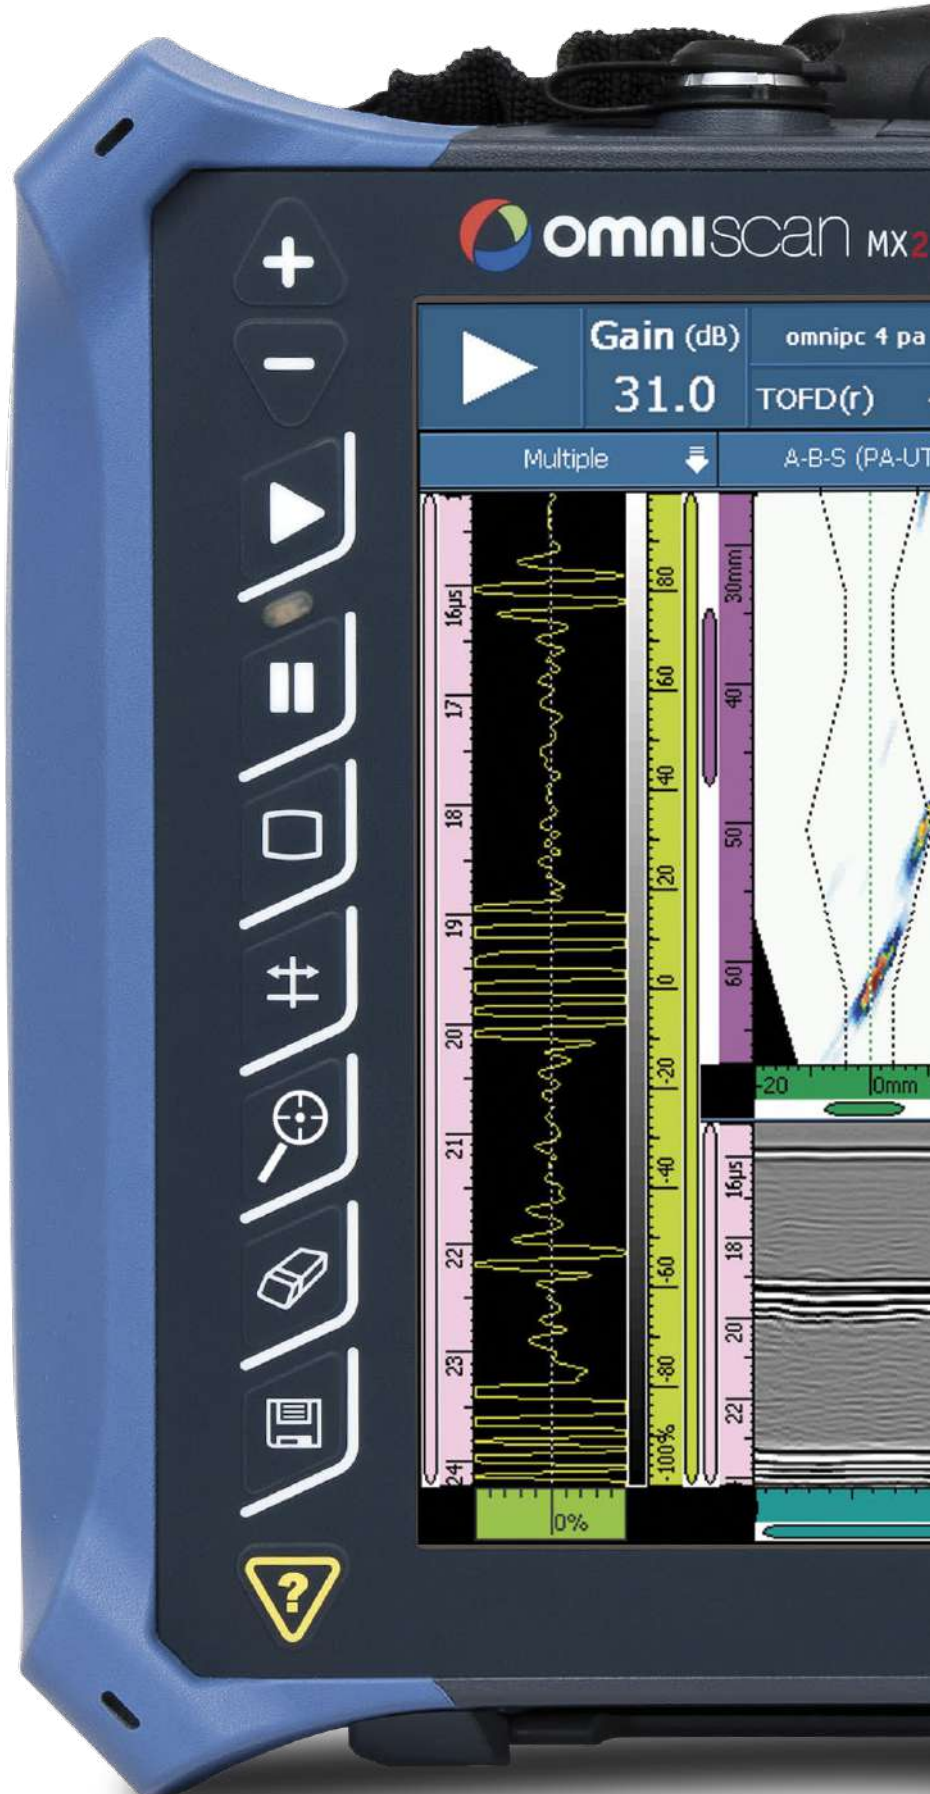 omniscan MX2
Gain (dB)
31.0
omnipc 4 pa
TOFD(r)
Multiple
A-B-S (PA-UT
16µs
17
18
19
20
21
22
23
24
80
60
40
20
0
-20
-40
-60
-80
-100%
30mm
40
50
60
-20
0mm
16µs
18
20
22
0%
?